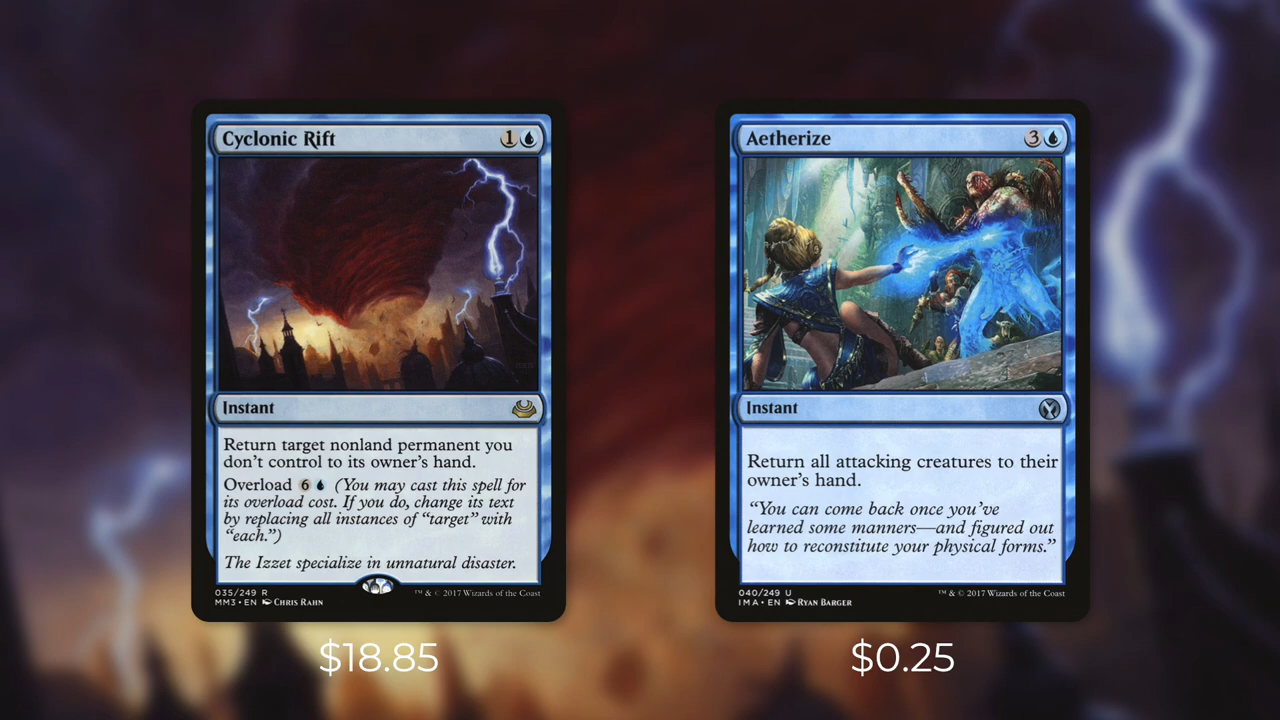 Cyclonic Rift
1
Instant
Return target nonland permanent you
don't control to its owner's hand.
Overload 6 (You may cast this spell for
its overload cost. If you do, change its text
by replacing all instances of “target” with
“each.”)
The Izzet specialize in unnatural disaster.
035/249 R
MM3 • EN CHRIS RAHN
™ & © 2017 Wizards of the Coast
$18.85
Aetherize
3
Instant
Return all attacking creatures to their
owner's hand.
“You can come back once you've
learned some manners—and figured out
how to reconstitute your physical forms.”
040/249 U
IMA • EN RYAN BARGER
™ & © 2017 Wizards of the Coast
$0.25